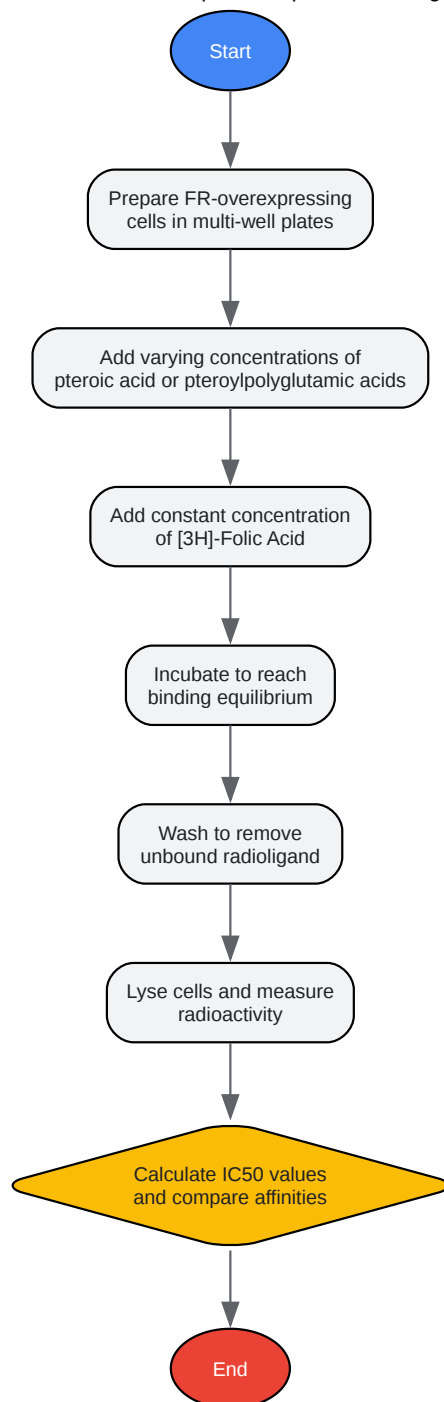 Start
Prepare FR-overexpressing
cells in multi-well plates
Add varying concentrations of
pteroic acid or pteroylpolyglutamic acids
Add constant concentration
of [3H]-Folic Acid
Incubate to reach
binding equilibrium
Wash to remove
unbound radioligand
Lyse cells and measure
radioactivity
Calculate IC50 values
and compare affinities
End